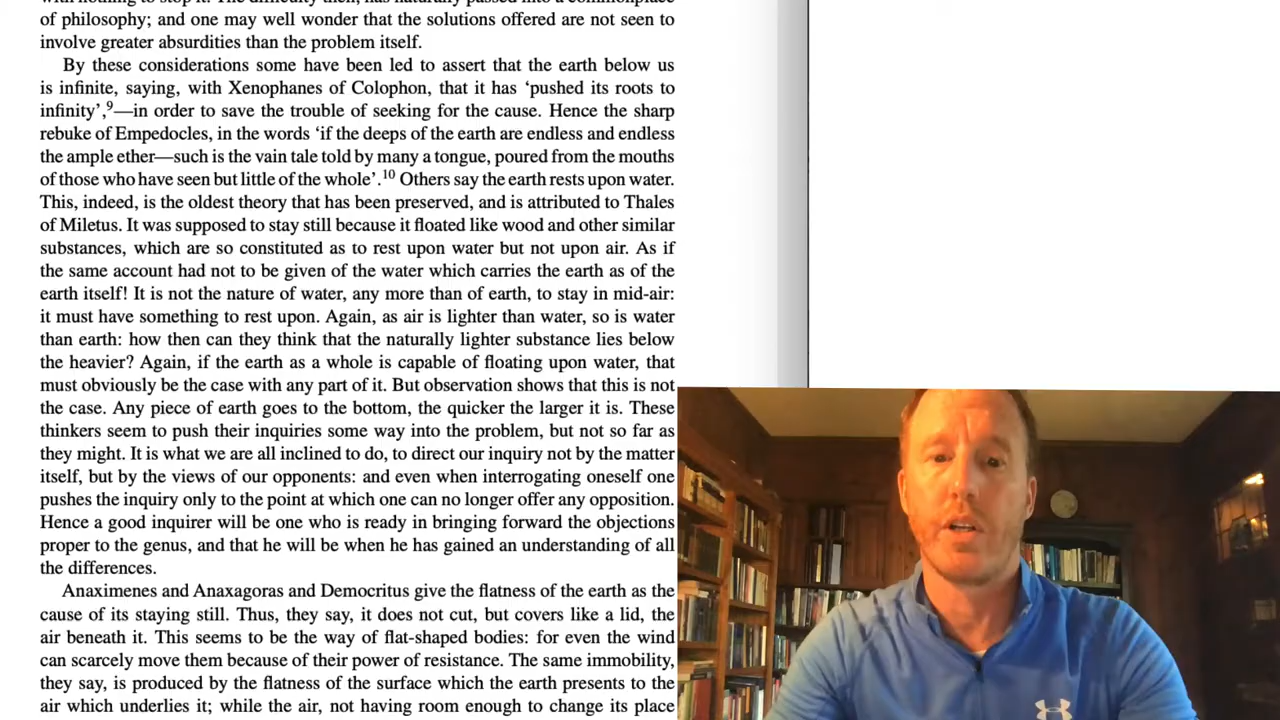 of philosophy; and one may well wonder that the solutions offered are not seen to
involve greater absurdities than the problem itself.
By these considerations some have been led to assert that the earth below us
is infinite, saying, with Xenophanes of Colophon, that it has ‘pushed its roots to
infinity’,⁹—in order to save the trouble of seeking for the cause. Hence the sharp
rebuke of Empedocles, in the words ‘if the deeps of the earth are endless and endless
the ample ether—such is the vain tale told by many a tongue, poured from the mouths
of those who have seen but little of the whole’.¹⁰ Others say the earth rests upon water.
This, indeed, is the oldest theory that has been preserved, and is attributed to Thales
of Miletus. It was supposed to stay still because it floated like wood and other similar
substances, which are so constituted as to rest upon water but not upon air. As if
the same account had not to be given of the water which carries the earth as of the
earth itself! It is not the nature of water, any more than of earth, to stay in mid-air:
it must have something to rest upon. Again, as air is lighter than water, so is water
than earth: how then can they think that the naturally lighter substance lies below
the heavier? Again, if the earth as a whole is capable of floating upon water, that
must obviously be the case with any part of it. But observation shows that this is not
the case. Any piece of earth goes to the bottom, the quicker the larger it is. These
thinkers seem to push their inquiries some way into the problem, but not so far as
they might. It is what we are all inclined to do, to direct our inquiry not by the matter
itself, but by the views of our opponents: and even when interrogating oneself one
pushes the inquiry only to the point at which one can no longer offer any opposition.
Hence a good inquirer will be one who is ready in bringing forward the objections
proper to the genus, and that he will be when he has gained an understanding of all
the differences.
Anaximenes and Anaxagoras and Democritus give the flatness of the earth as the
cause of its staying still. Thus, they say, it does not cut, but covers like a lid, the
air beneath it. This seems to be the way of flat-shaped bodies: for even the wind
can scarcely move them because of their power of resistance. The same immobility,
they say, is produced by the flatness of the surface which the earth presents to the
air which underlies it; while the air, not having room enough to change its place